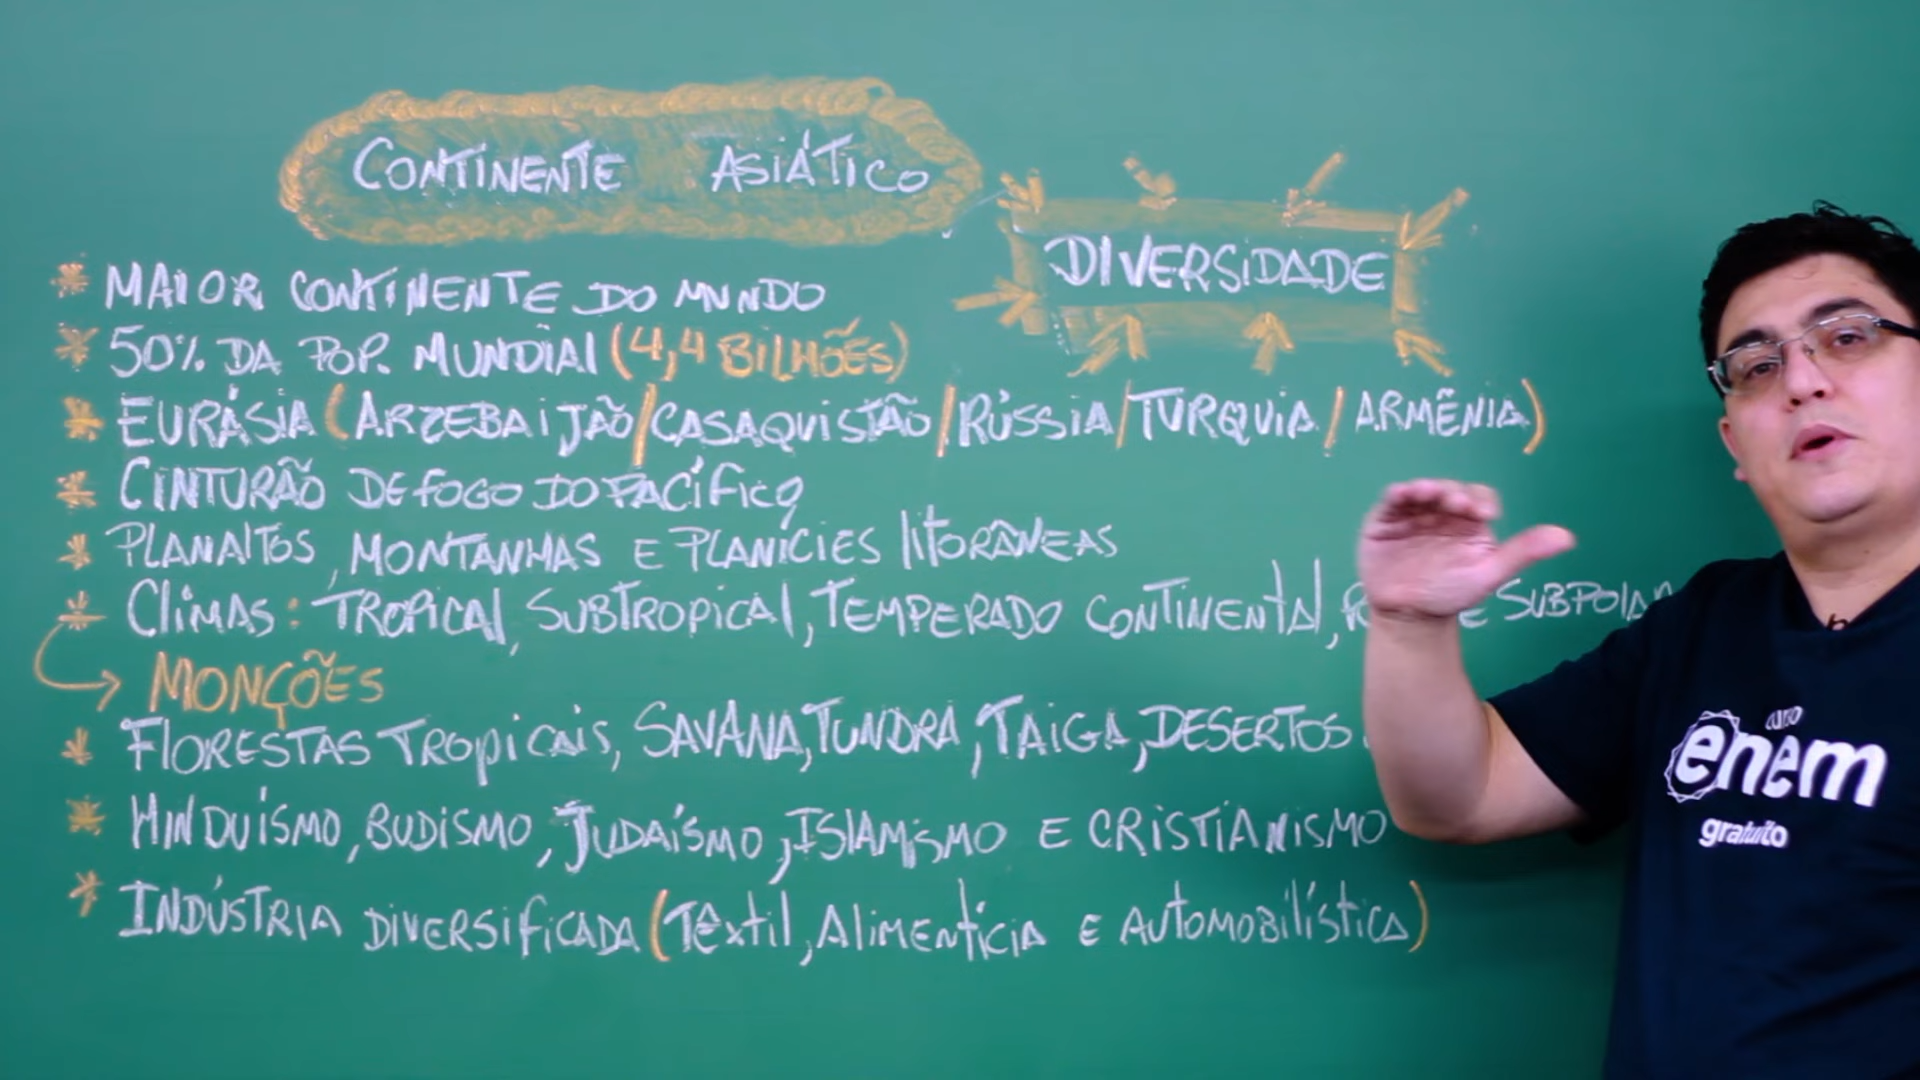 CONTINENTE ASIÁTICO
DIVERSIDADE
* MAIOR CONTINENTE DO MUNDO
* 50% DA POP. MUNDIAL (4,4 BILHÕES)
* EURÁSIA (ARZEBAIJÃO/CASAQUISTÃO/RÚSSIA/TURQUIA/ARMÊNIA)
* CINTURÃO DE FOGO DO PACÍFICO
* PLANALTOS, MONTANHAS E PLANÍCIES LITORÂNEAS
* CLIMAS: TROPICAL, SUBTROPICAL, TEMPERADO CONTINENTAL, E SUBPOLAR
→ MONÇÕES
* FLORESTAS TROPICAIS, SAVANA, TUNDRA, TAIGA, DESERTOS
* HINDUÍSMO, BUDISMO, JUDAÍSMO, ISLAMISMO E CRISTIANISMO
* INDÚSTRIA DIVERSIFICADA (TÊXTIL, ALIMENTÍCIA E AUTOMOBILÍSTICA)
curso
enem
gratuito